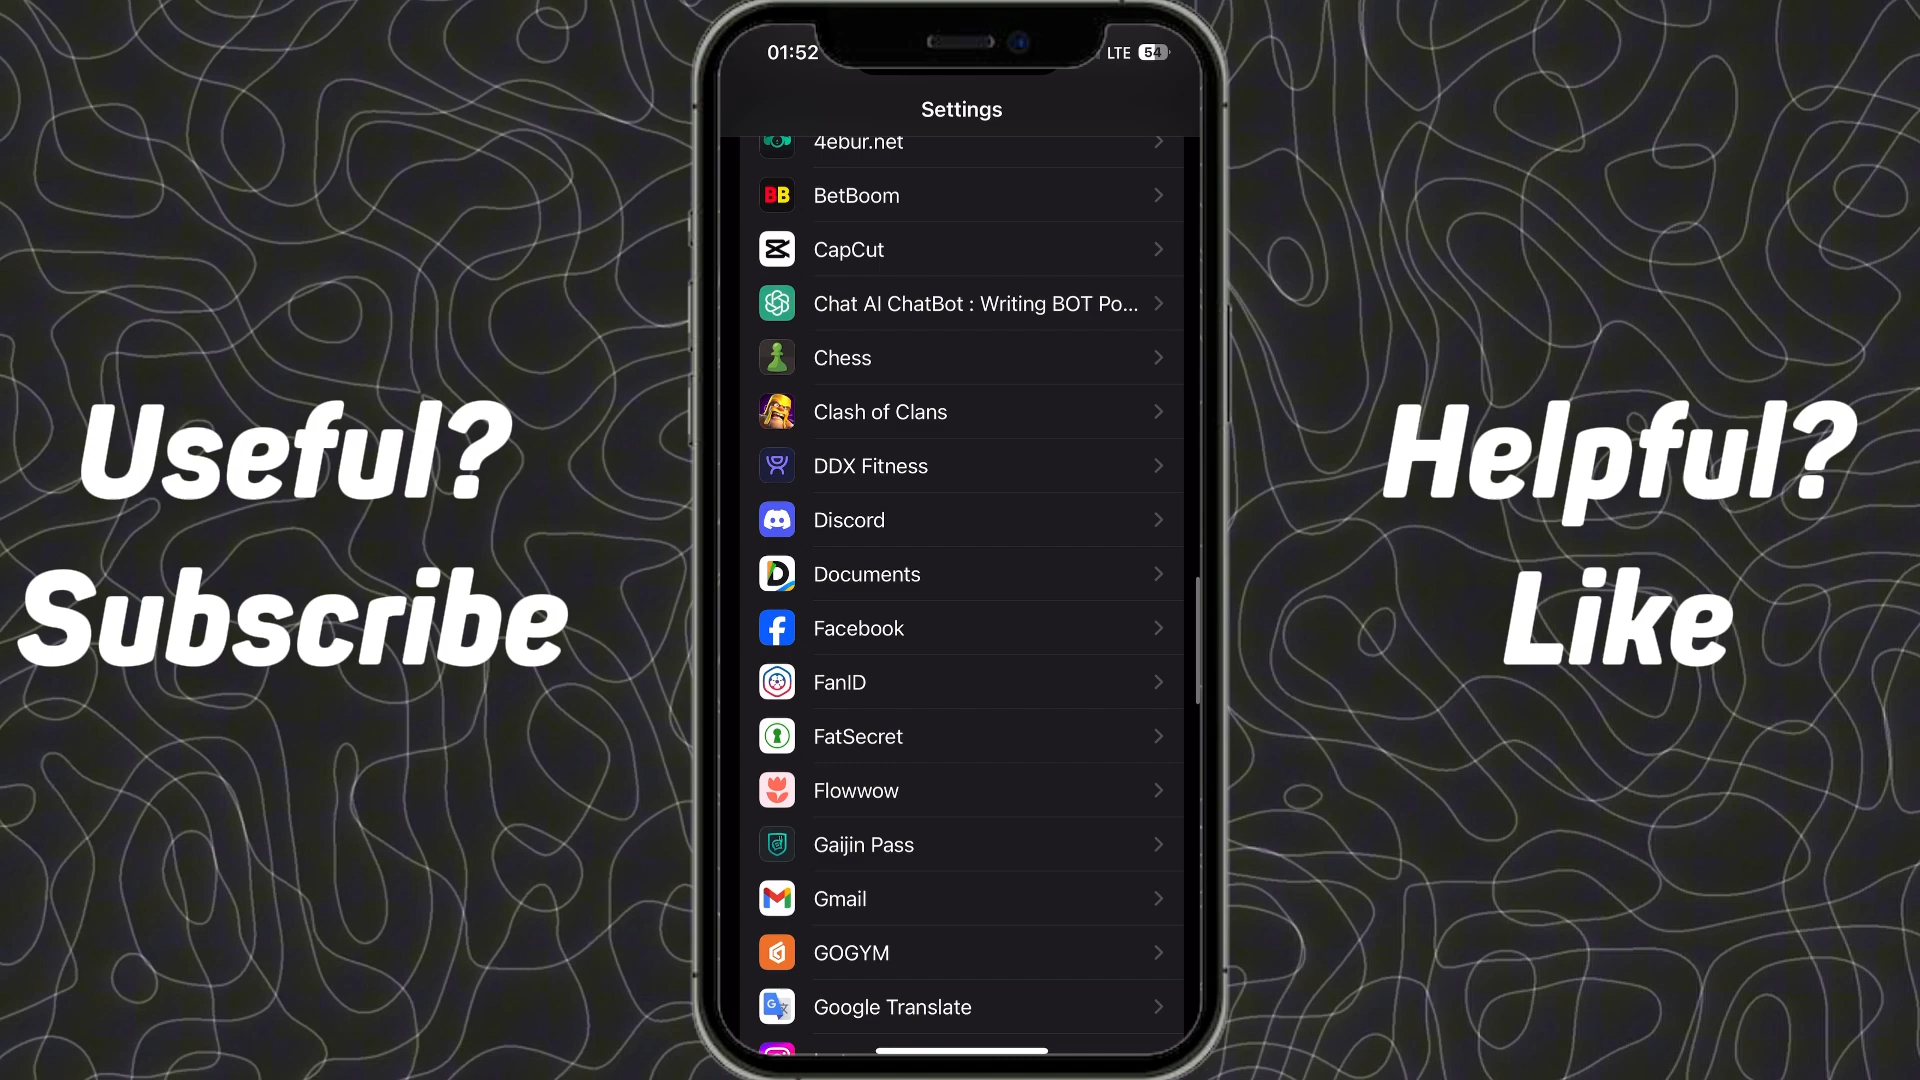 01:52
LTE 54
Settings
4ebur.net
BB
BetBoom
CapCut
Chat AI ChatBot : Writing BOT Po...
Chess
Clash of Clans
DDX Fitness
Discord
Documents
Facebook
FanID
FatSecret
Flowwow
Gaijin Pass
Gmail
GOGYM
Google Translate
Useful?
Subscribe
Helpful?
Like